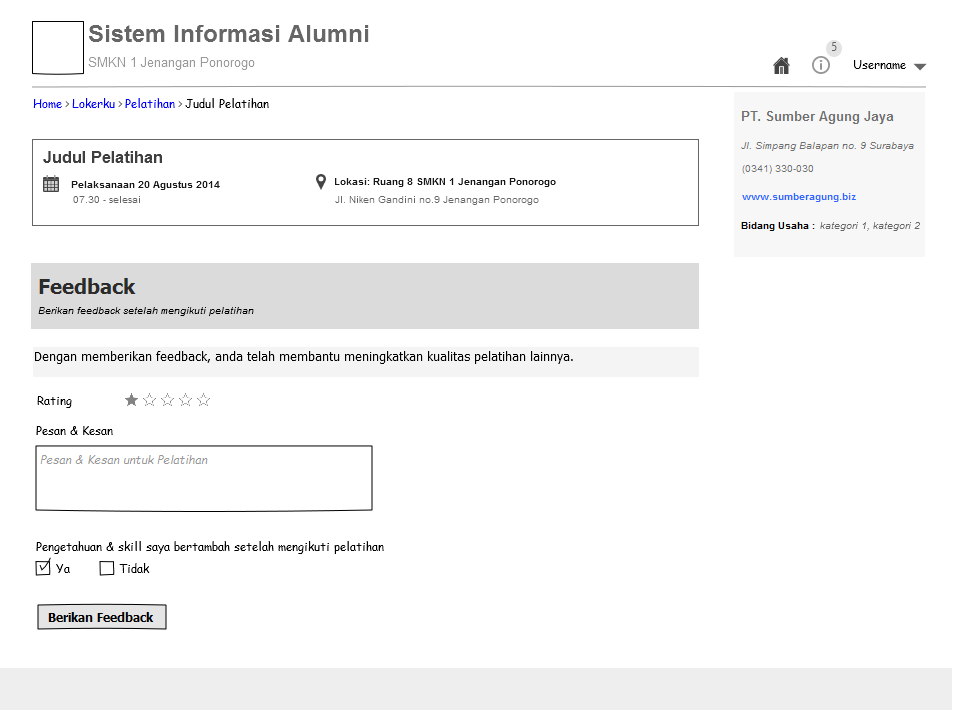 Sistem Informasi Alumni
SMKN 1 Jenangan Ponorogo
5
Username
Home › Lokerku › Pelatihan › Judul Pelatihan
Judul Pelatihan
Pelaksanaan 20 Agustus 2014
07.30 - selesai
Lokasi: Ruang 8 SMKN 1 Jenangan Ponorogo
Jl. Niken Gandini no.9 Jenangan Ponorogo
PT. Sumber Agung Jaya
Jl. Simpang Balapan no. 9 Surabaya
(0341) 330-030
www.sumberagung.biz
Bidang Usaha : kategori 1, kategori 2
Feedback
Berikan feedback setelah mengikuti pelatihan
Dengan memberikan feedback, anda telah membantu meningkatkan kualitas pelatihan lainnya.
Rating
Pesan & Kesan
Pesan & Kesan untuk Pelatihan
Pengetahuan & skill saya bertambah setelah mengikuti pelatihan
Ya Tidak
Berikan Feedback